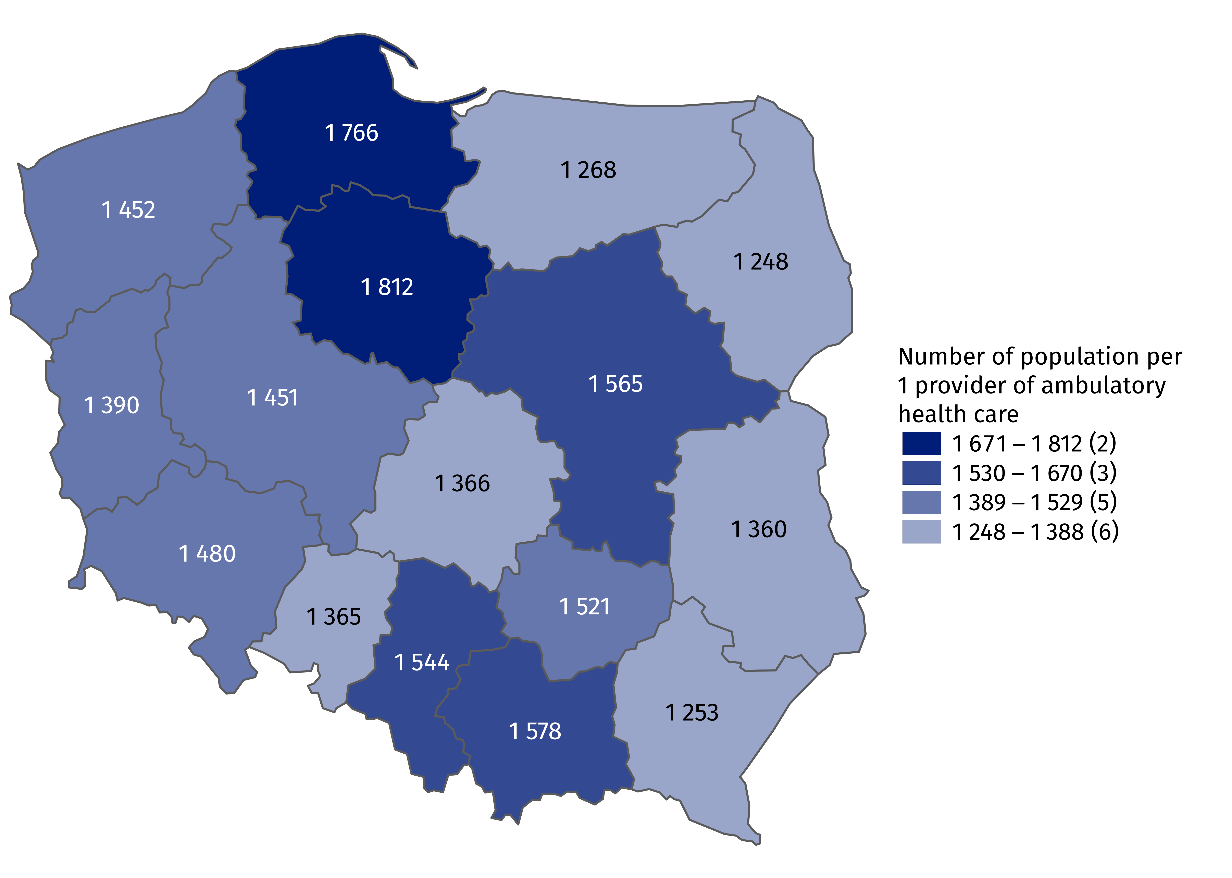 1 766
1 268
1 452
1 248
1 812
1 565
1 451
1 390
1 366
1 360
1 480
1 521
1 365
1 544
1 253
1 578
Number of population per
1 provider of ambulatory
health care
1 671 – 1 812 (2)
1 530 – 1 670 (3)
1 389 – 1 529 (5)
1 248 – 1 388 (6)